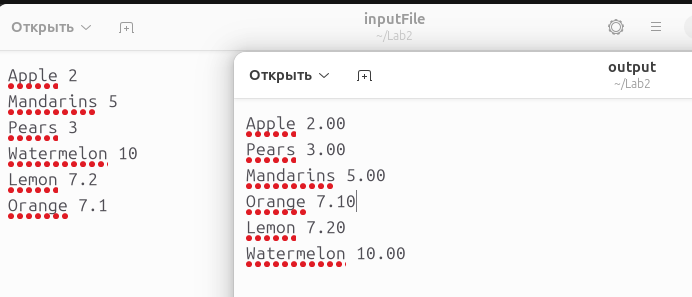 Открыть
inputFile
~/Lab2
Apple 2
Mandarins 5
Pears 3
Watermelon 10
Lemon 7.2
Orange 7.1
Открыть
output
~/Lab2
Apple 2.00
Pears 3.00
Mandarins 5.00
Orange 7.10
Lemon 7.20
Watermelon 10.00